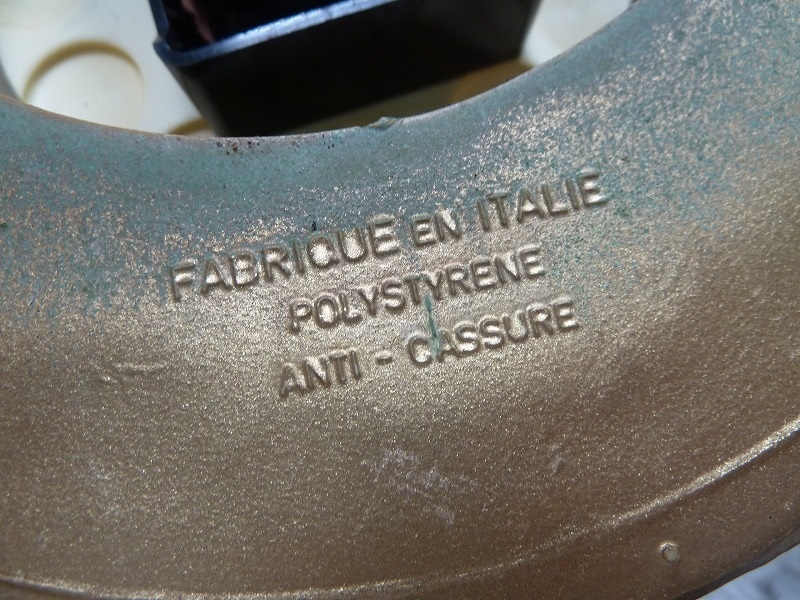 FABRIQUE EN ITALIE
POLYSTYRENE
ANTI - CASSURE